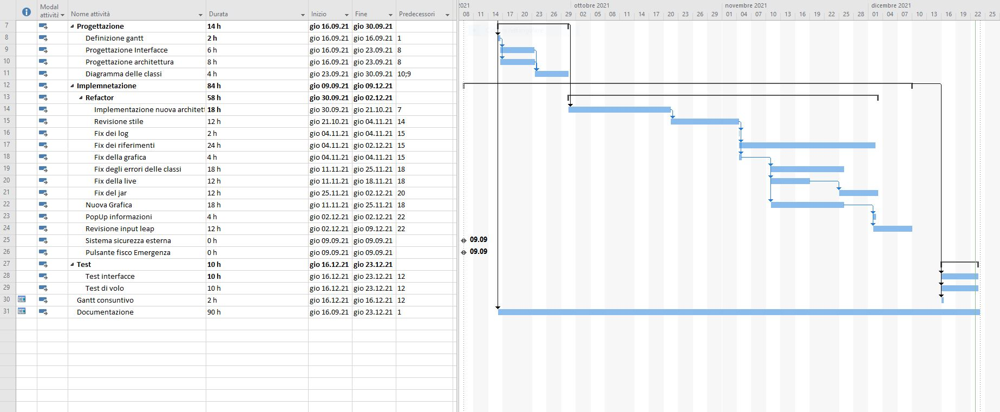 Modal attività Nome attività Durata Inizio Fine Predecessori
2021 ottobre 2021 novembre 2021 dicembre 2021
08 11 14 17 20 23 26 29 02 05 08 11 14 17 20 23 26 29 01 04 07 10 13 16 19 22 25 28 01 04 07 10 13 16 19 22 25
7 Progettazione 14 h gio 16.09.21 gio 30.09.21
8 Definizione gantt 2 h gio 16.09.21 gio 16.09.21 1
9 Progettazione Interfacce 6 h gio 16.09.21 gio 23.09.21 8
10 Progettazione architettura 8 h gio 16.09.21 gio 23.09.21 8
11 Diagramma delle classi 4 h gio 23.09.21 gio 30.09.21 10;9
12 Implemnetazione 84 h gio 09.09.21 gio 09.12.21
13 Refactor 58 h gio 30.09.21 gio 02.12.21
14 Implementazione nuova architett 18 h gio 30.09.21 gio 21.10.21 7
15 Revisione stile 12 h gio 21.10.21 gio 04.11.21 14
16 Fix dei log 2 h gio 04.11.21 gio 04.11.21 15
17 Fix dei riferimenti 24 h gio 04.11.21 gio 02.12.21 15
18 Fix della grafica 4 h gio 04.11.21 gio 04.11.21 15
19 Fix degli errori delle classi 18 h gio 11.11.21 gio 25.11.21 18
20 Fix della live 12 h gio 11.11.21 gio 18.11.21 18
21 Fix del jar 12 h gio 25.11.21 gio 02.12.21 20
22 Nuova Grafica 18 h gio 11.11.21 gio 25.11.21 18
23 PopUp informazioni 4 h gio 02.12.21 gio 02.12.21 22
24 Revisione input leap 12 h gio 02.12.21 gio 09.12.21 22
25 Sistema sicurezza esterna 0 h gio 09.09.21 gio 09.09.21 09.09
26 Pulsante fisco Emergenza 0 h gio 09.09.21 gio 09.09.21 09.09
27 Test 10 h gio 16.12.21 gio 23.12.21
28 Test interfacce 10 h gio 16.12.21 gio 23.12.21 12
29 Test di volo 10 h gio 16.12.21 gio 23.12.21 12
30 Gantt consuntivo 2 h gio 16.12.21 gio 16.12.21 12
31 Documentazione 90 h gio 16.09.21 gio 23.12.21 1